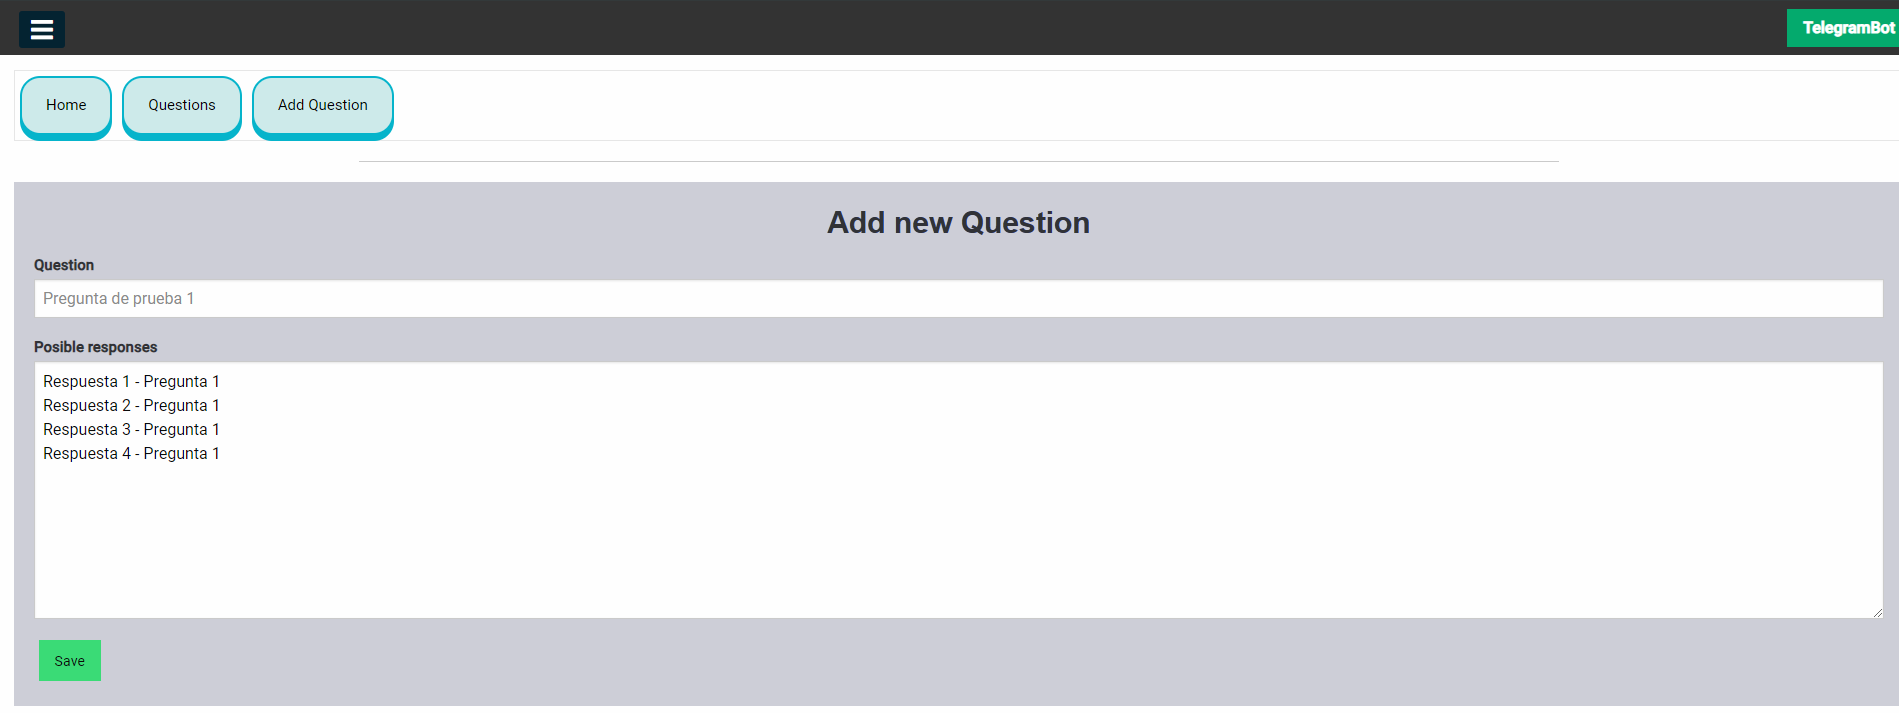 TelegramBot
Home
Questions
Add Question
Add new Question
Question
Pregunta de prueba 1
Posible responses
Respuesta 1 - Pregunta 1
Respuesta 2 - Pregunta 1
Respuesta 3 - Pregunta 1
Respuesta 4 - Pregunta 1
Save